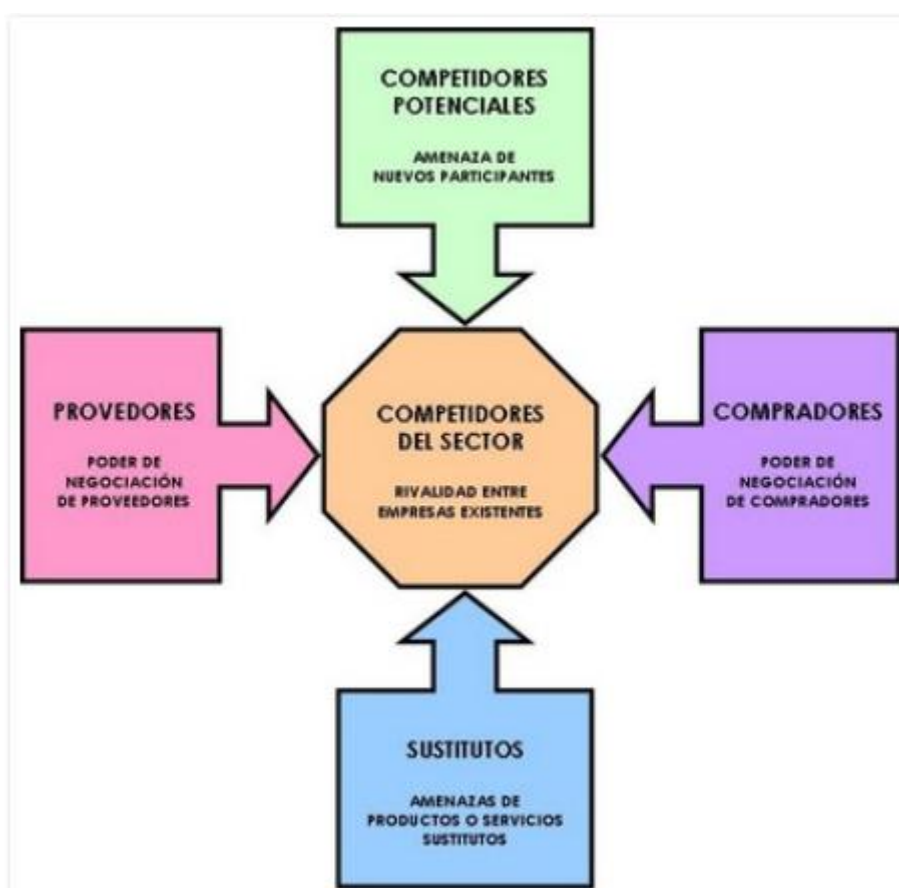 COMPETIDORES
POTENCIALES
AMENAZA DE
NUEVOS PARTICIPANTES
PROVEDORES
PODER DE
NEGOCIACIÓN
DE PROVEEDORES
COMPETIDORES
DEL SECTOR
RIVALIDAD ENTRE
EMPRESAS EXISTENTES
COMPRADORES
PODER DE
NEGOCIACIÓN
DE COMPRADORES
SUSTITUTOS
AMENAZAS DE
PRODUCTOS O SERVICIOS
SUSTITUTOS